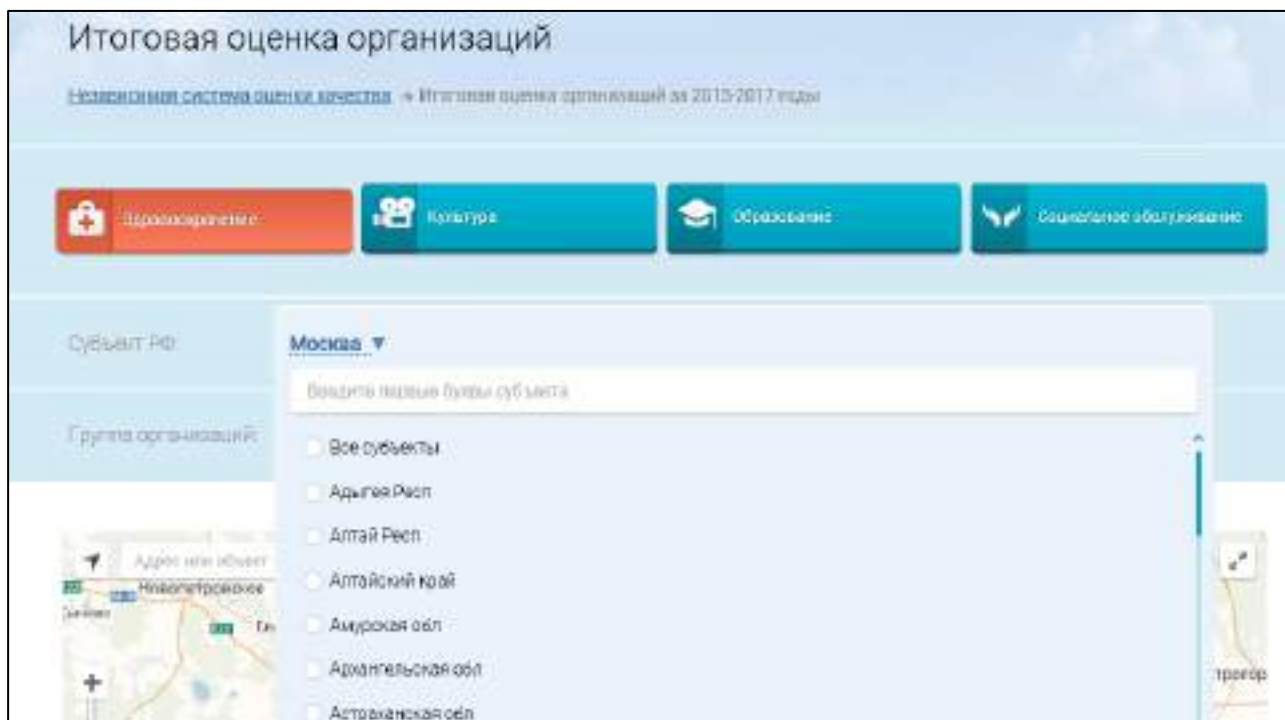 Итоговая оценка организаций
Независимая система оценки качества → Итоговая оценка организаций за 2015-2017 годы
Здравоохранение
Культура
Образование
Социальное обслуживание
Субъект РФ:
Москва ▼
Введите первые буквы субъекта
Группа организаций:
Все субъекты
Адыгея Респ
Алтай Респ
Алтайский край
Амурская обл
Архангельская обл
Астраханская обл
Адрес или объект
Новопетровское